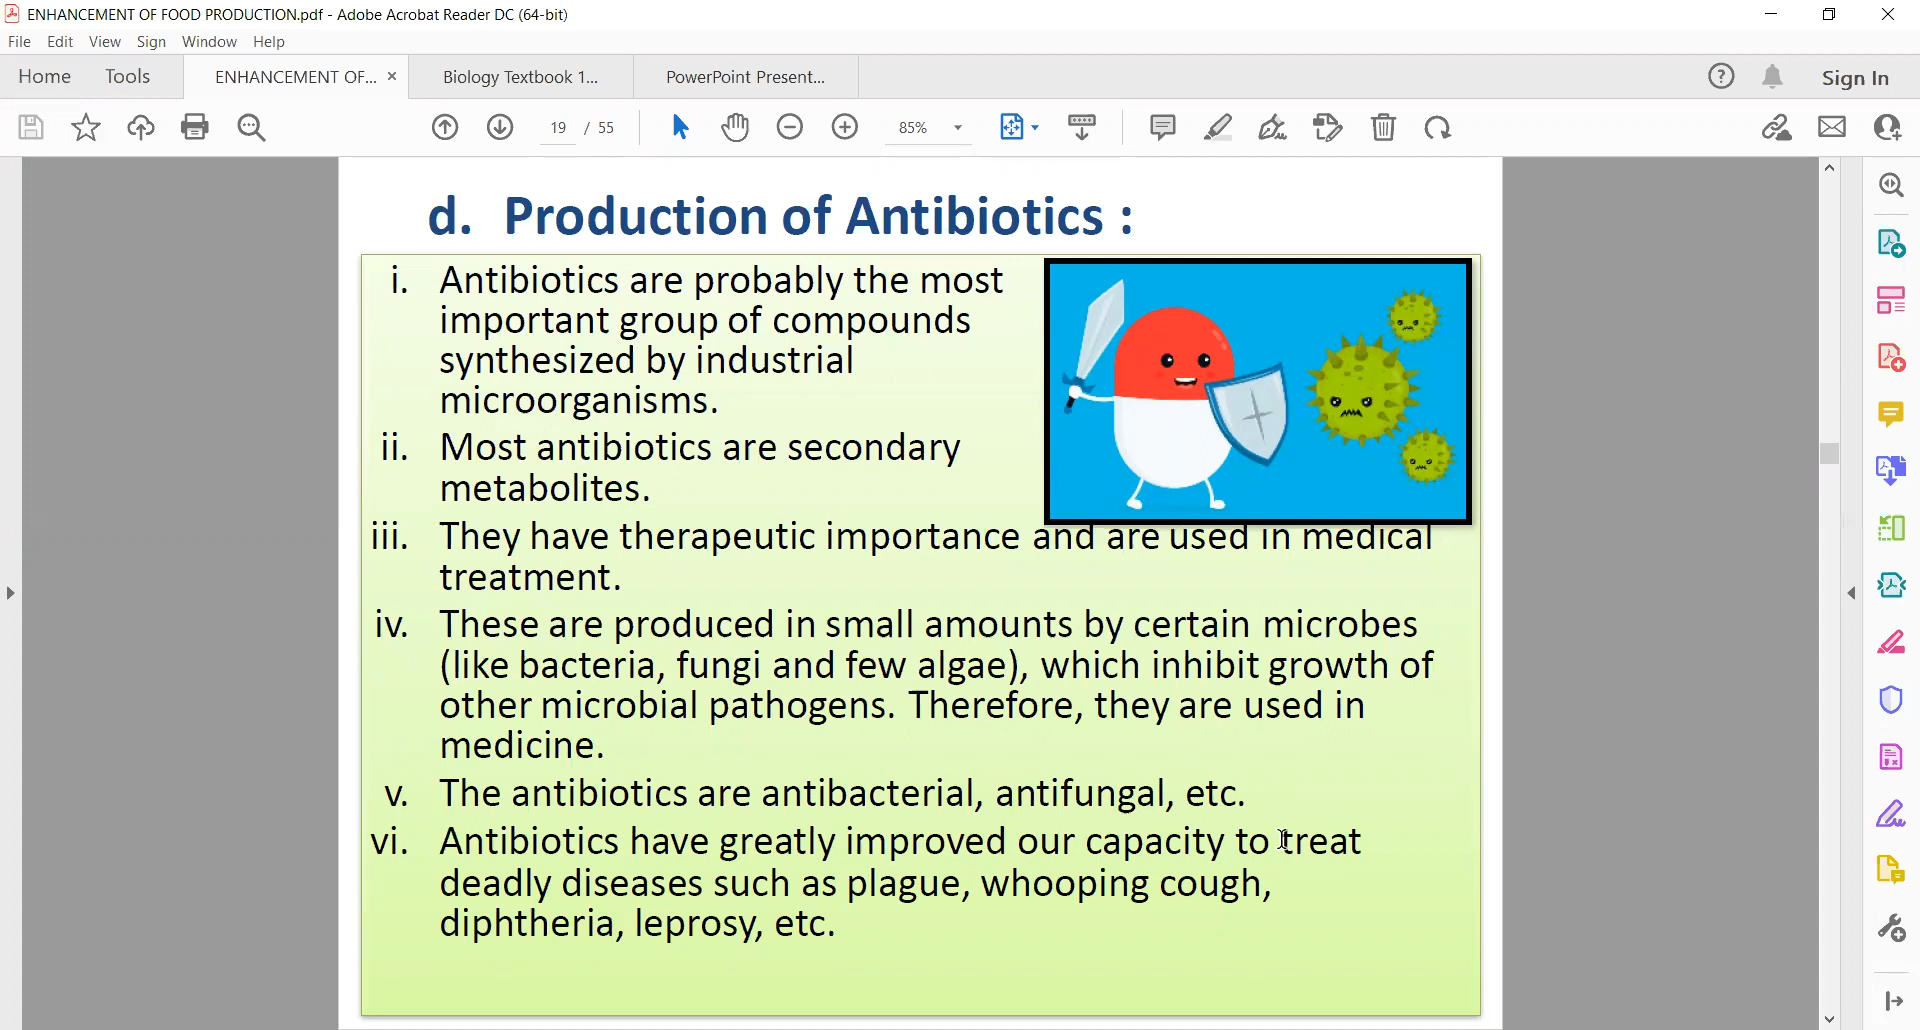 ENHANCEMENT OF FOOD PRODUCTION.pdf - Adobe Acrobat Reader DC (64-bit)
File Edit View Sign Window Help
Home Tools ENHANCEMENT OF... × Biology Textbook 1... PowerPoint Present... Sign In
19 / 55 85%
d. Production of Antibiotics :
i. Antibiotics are probably the most
important group of compounds
synthesized by industrial
microorganisms.
ii. Most antibiotics are secondary
metabolites.
iii. They have therapeutic importance and are used in medical
treatment.
iv. These are produced in small amounts by certain microbes
(like bacteria, fungi and few algae), which inhibit growth of
other microbial pathogens. Therefore, they are used in
medicine.
v. The antibiotics are antibacterial, antifungal, etc.
vi. Antibiotics have greatly improved our capacity to treat
deadly diseases such as plague, whooping cough,
diphtheria, leprosy, etc.